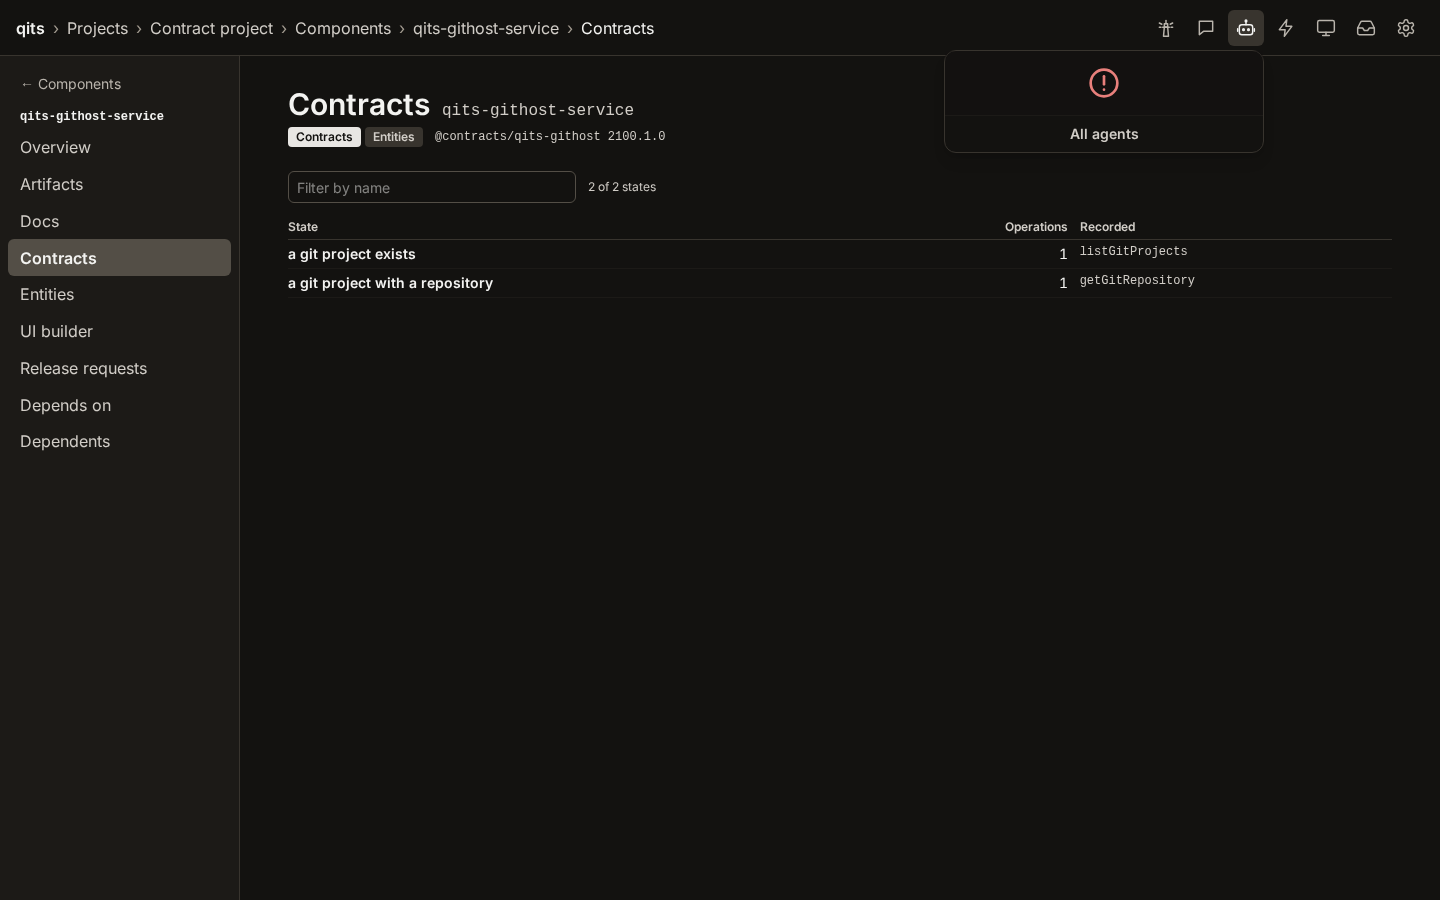 qits › Projects › Contract project › Components › qits-githost-service › Contracts
← Components
qits-githost-service
Overview
Artifacts
Docs
Contracts
Entities
UI builder
Release requests
Depends on
Dependents
Contracts qits-githost-service
Contracts Entities @contracts/qits-githost 2100.1.0
Filter by name 2 of 2 states
State Operations Recorded
a git project exists 1 listGitProjects
a git project with a repository 1 getGitRepository
All agents